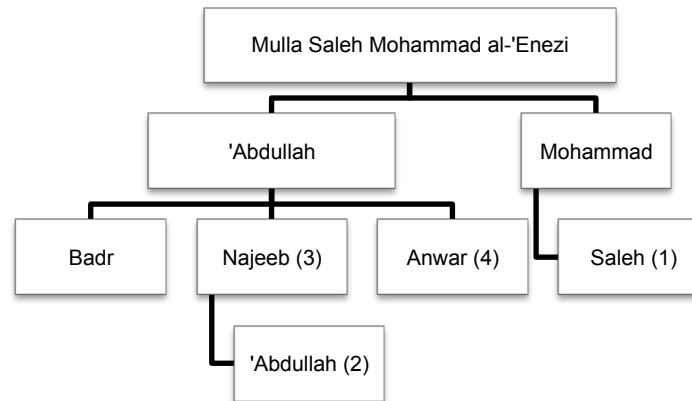 Mulla Saleh Mohammad al-'Enezi
'Abdullah
Mohammad
Badr
Najeeb (3)
Anwar (4)
Saleh (1)
'Abdullah (2)